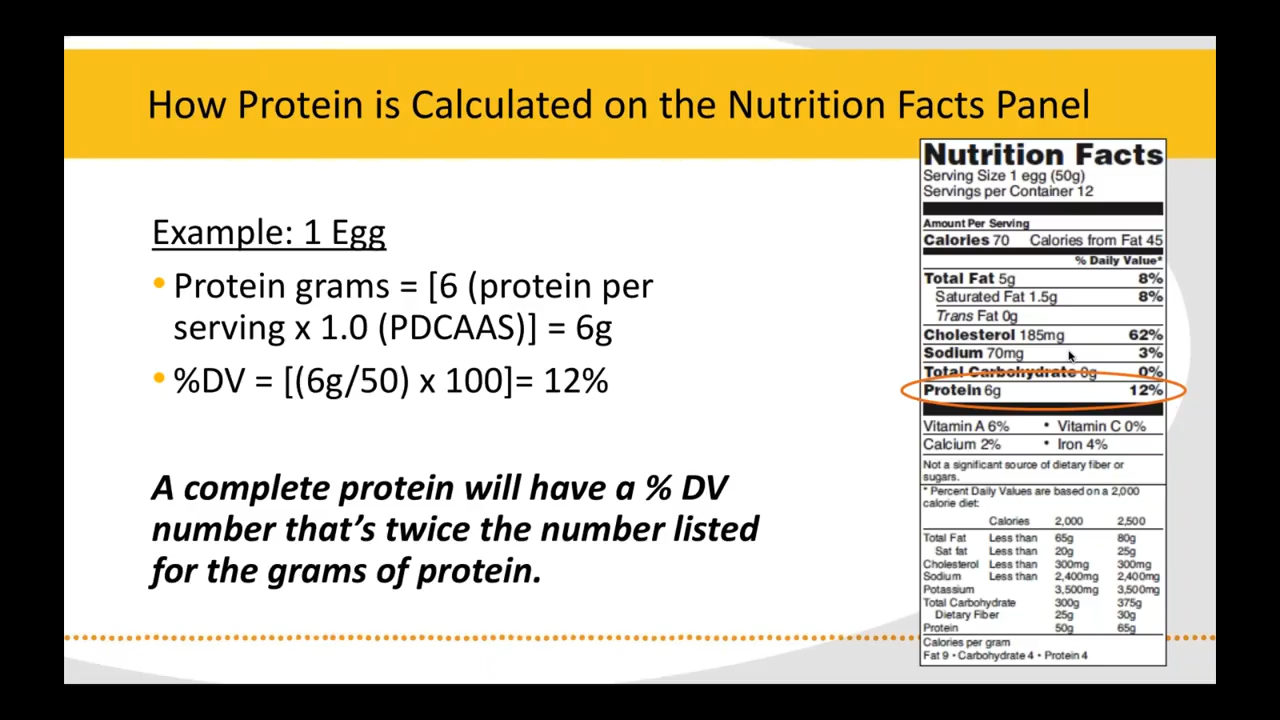 How Protein is Calculated on the Nutrition Facts Panel
Example: 1 Egg
• Protein grams = [6 (protein per
serving x 1.0 (PDCAAS)] = 6g
• %DV = [(6g/50) x 100]= 12%
A complete protein will have a % DV
number that's twice the number listed
for the grams of protein.
Nutrition Facts
Serving Size 1 egg (50g)
Servings per Container 12
Amount Per Serving
Calories 70 Calories from Fat 45
% Daily Value*
Total Fat 5g 8%
Saturated Fat 1.5g 8%
Trans Fat 0g
Cholesterol 185mg 62%
Sodium 70mg 3%
Total Carbohydrate 0g 0%
Protein 6g 12%
Vitamin A 6% • Vitamin C 0%
Calcium 2% • Iron 4%
Not a significant source of dietary fiber or
sugars.
* Percent Daily Values are based on a 2,000
calorie diet:
Calories 2,000 2,500
Total Fat Less than 65g 80g
Sat fat Less than 20g 25g
Cholesterol Less than 300mg 300mg
Sodium Less than 2,400mg 2,400mg
Potassium 3,500mg 3,500mg
Total Carbohydrate 300g 375g
Dietary Fiber 25g 30g
Protein 50g 65g
Calories per gram
Fat 9 • Carbohydrate 4 • Protein 4